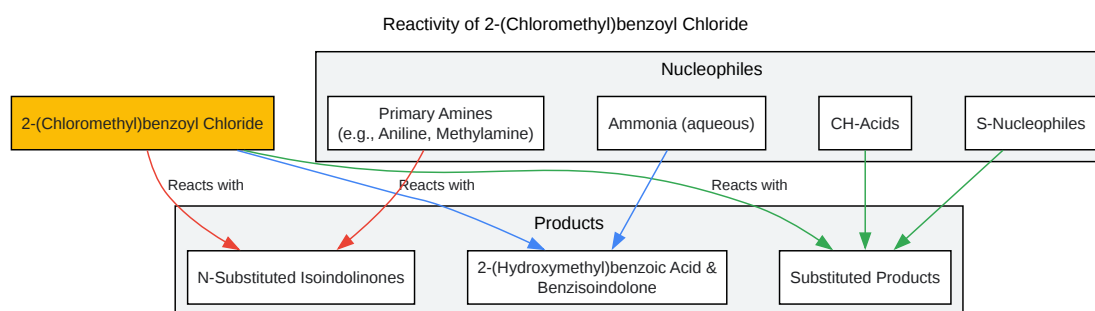 Reactivity of 2-(Chloromethyl)benzoyl Chloride
Nucleophiles
2-(Chloromethyl)benzoyl Chloride
Primary Amines
(e.g., Aniline, Methylamine)
Ammonia (aqueous)
CH-Acids
S-Nucleophiles
Reacts with
Reacts with
Reacts with
Products
N-Substituted Isoindolinones
2-(Hydroxymethyl)benzoic Acid &
Benzisoindolone
Substituted Products